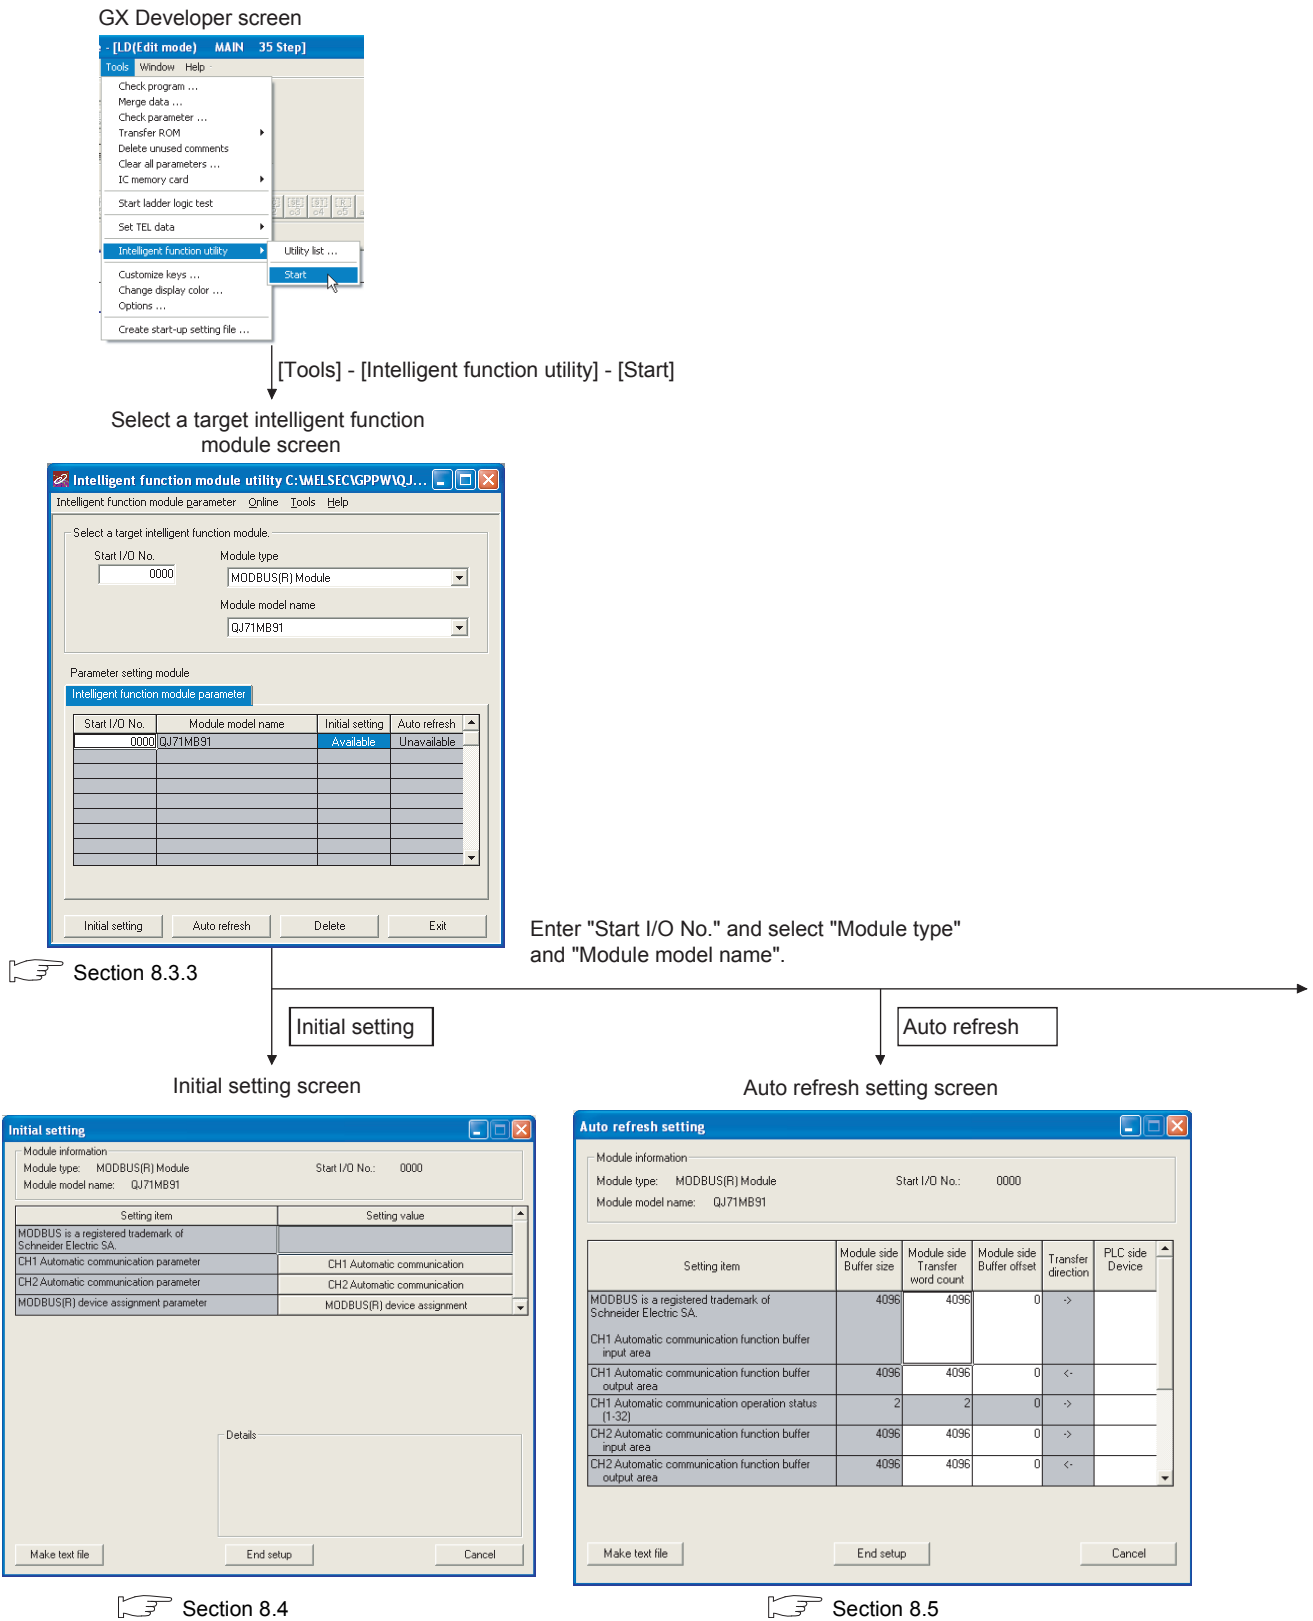 GX Developer screen
- [LD(Edit mode) MAIN 35 Step]
Tools Window Help
Check program ...
Merge data ...
Check parameter ...
Transfer ROM
Delete unused comments
Clear all parameters ...
IC memory card
Start ladder logic test
Set TEL data
Intelligent function utility
Utility list ...
Start
Customize keys ...
Change display color ...
Options ...
Create start-up setting file ...
[Tools] - [Intelligent function utility] - [Start]
Select a target intelligent function
module screen
Intelligent function module utility C:\MELSEC\GPPW\QJ...
Intelligent function module parameter Online Tools Help
Select a target intelligent function module.
Start I/O No. Module type
0000 MODBUS(R) Module
Module model name
QJ71MB91
Parameter setting module
Intelligent function module parameter
Start I/O No. Module model name Initial setting Auto refresh
0000 QJ71MB91 Available Unavailable
Initial setting Auto refresh Delete Exit
Enter "Start I/O No." and select "Module type"
and "Module model name".
Section 8.3.3
Initial setting
Auto refresh
Initial setting screen
Auto refresh setting screen
Initial setting
Module information
Module type: MODBUS(R) Module Start I/O No.: 0000
Module model name: QJ71MB91
Setting item Setting value
MODBUS is a registered trademark of
Schneider Electric SA.
CH1 Automatic communication parameter CH1 Automatic communication
CH2 Automatic communication parameter CH2 Automatic communication
MODBUS(R) device assignment parameter MODBUS(R) device assignment
Details
Make text file End setup Cancel
Section 8.4
Auto refresh setting
Module information
Module type: MODBUS(R) Module Start I/O No.: 0000
Module model name: QJ71MB91
Setting item Module side Buffer size Module side Transfer word count Module side Buffer offset Transfer direction PLC side Device
MODBUS is a registered trademark of 4096 4096 0 ->
Schneider Electric SA.
CH1 Automatic communication function buffer
input area
CH1 Automatic communication function buffer 4096 4096 0 <-
output area
CH1 Automatic communication operation status 2 2 0 ->
(1-32)
CH2 Automatic communication function buffer 4096 4096 0 ->
input area
CH2 Automatic communication function buffer 4096 4096 0 <-
output area
Make text file End setup Cancel
Section 8.5